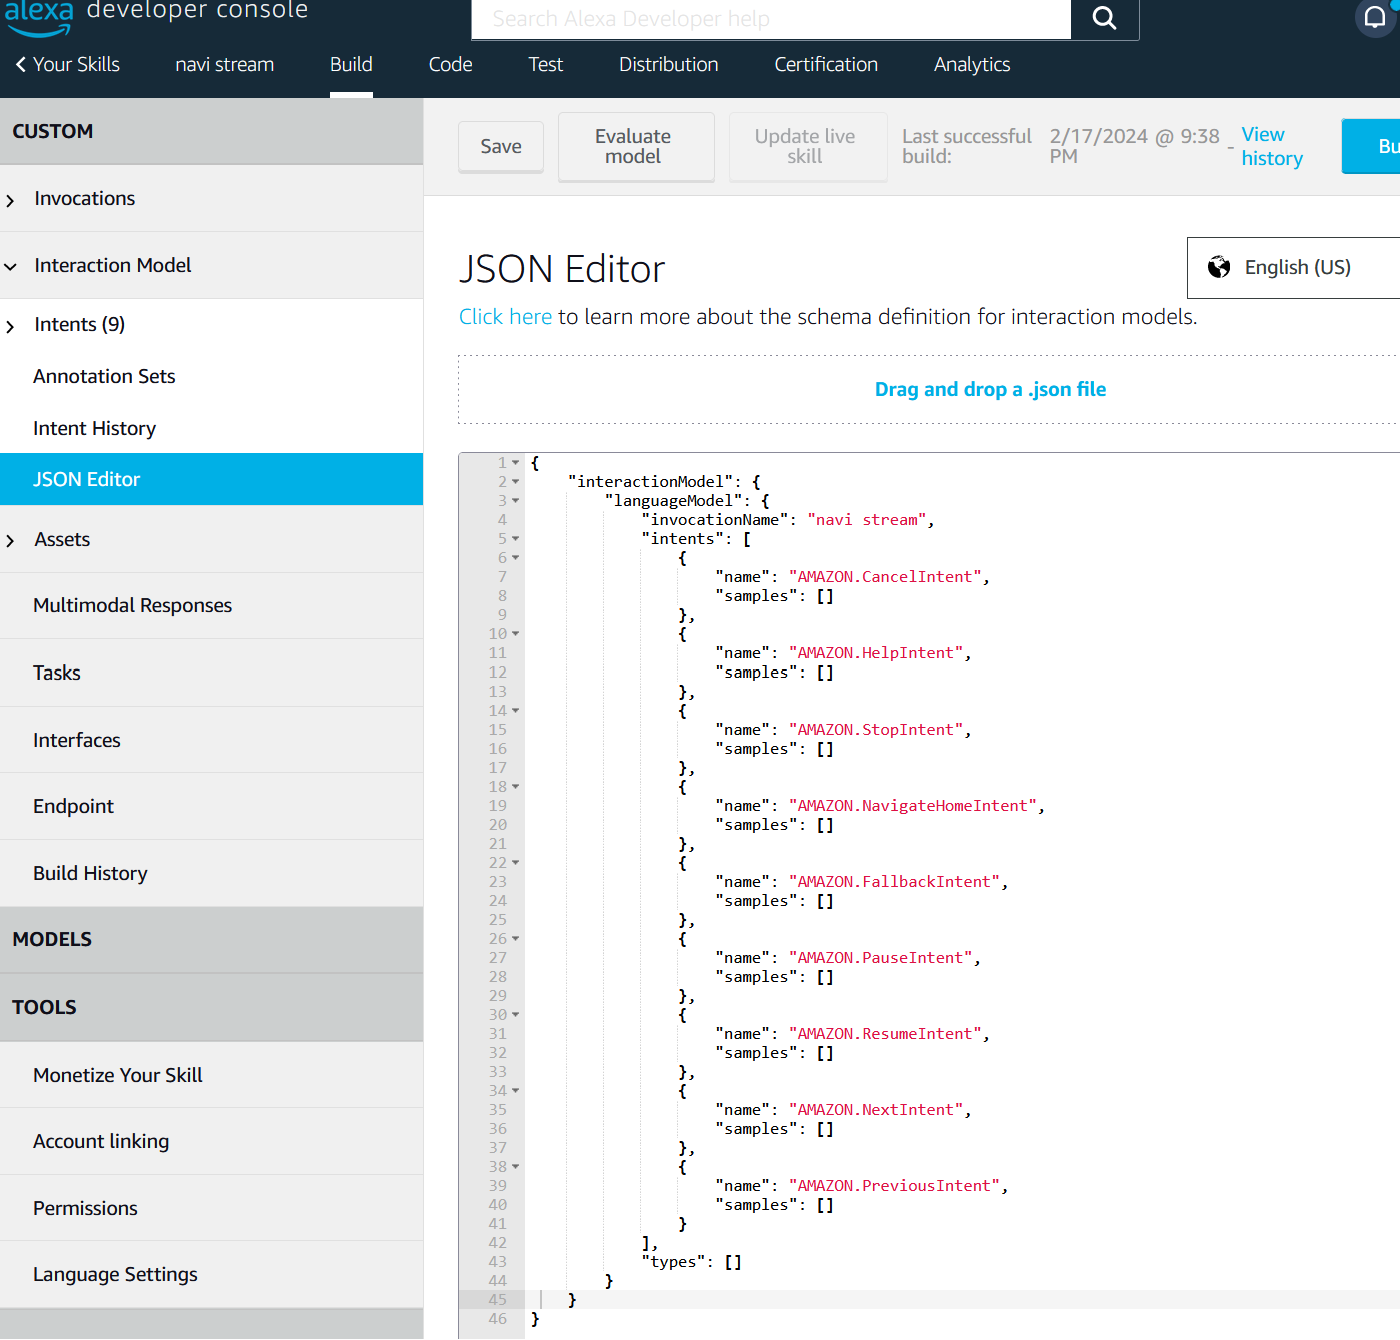 alexa developer console
Search Alexa Developer help
Your Skills navi stream Build Code Test Distribution Certification Analytics
CUSTOM
Invocations
Interaction Model
Intents (9)
Annotation Sets
Intent History
JSON Editor
Assets
Multimodal Responses
Tasks
Interfaces
Endpoint
Build History
MODELS
TOOLS
Monetize Your Skill
Account linking
Permissions
Language Settings
Save
Evaluate
model
Update live
skill
Last successful
build:
2/17/2024 @ 9:38
PM
-
View
history
Bu
JSON Editor
English (US)
Click here to learn more about the schema definition for interaction models.
Drag and drop a .json file
1 {
2 "interactionModel": {
3 "languageModel": {
4 "invocationName": "navi stream",
5 "intents": [
6 {
7 "name": "AMAZON.CancelIntent",
8 "samples": []
9 },
10 {
11 "name": "AMAZON.HelpIntent",
12 "samples": []
13 },
14 {
15 "name": "AMAZON.StopIntent",
16 "samples": []
17 },
18 {
19 "name": "AMAZON.NavigateHomeIntent",
20 "samples": []
21 },
22 {
23 "name": "AMAZON.FallbackIntent",
24 "samples": []
25 },
26 {
27 "name": "AMAZON.PauseIntent",
28 "samples": []
29 },
30 {
31 "name": "AMAZON.ResumeIntent",
32 "samples": []
33 },
34 {
35 "name": "AMAZON.NextIntent",
36 "samples": []
37 },
38 {
39 "name": "AMAZON.PreviousIntent",
40 "samples": []
41 }
42 ],
43 "types": []
44 }
45 }
46 }